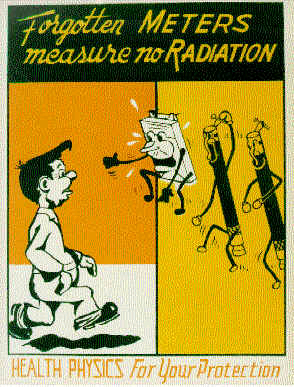 Forgotten METERS
measure no RADIATION
HEALTH PHYSICS For Your Protection